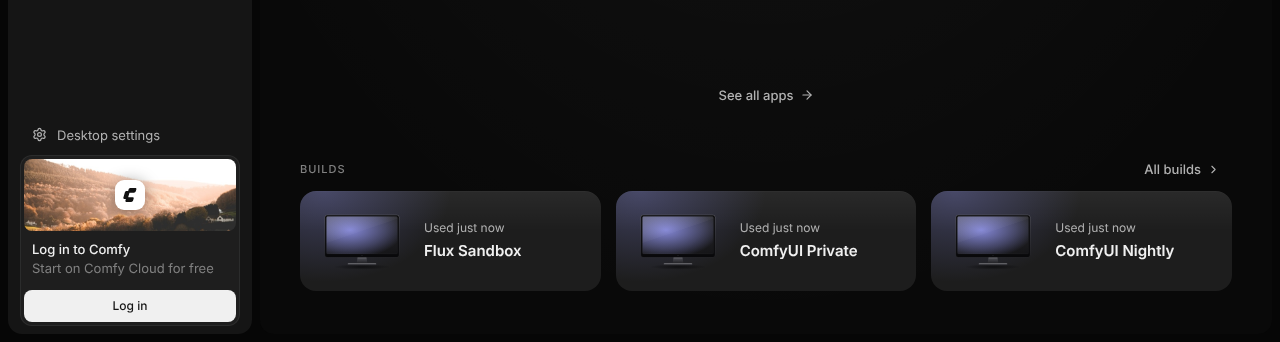 See all apps
Desktop settings
BUILDS
All builds
Used just now
Flux Sandbox
Used just now
ComfyUI Private
Used just now
ComfyUI Nightly
Log in to Comfy
Start on Comfy Cloud for free
Log in